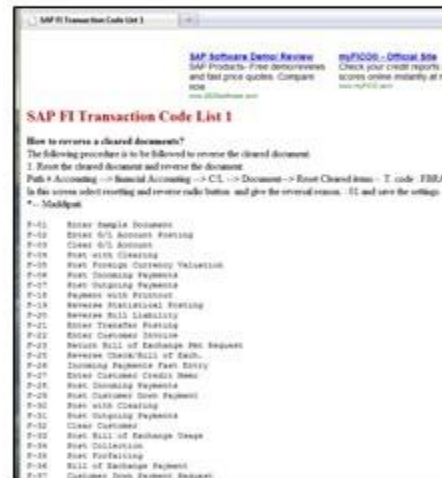 SAP FI Transaction Code List 1
SAP Software Demo/Review
SAP Products- Free demo/reviews
and fast price quotes. Compare
now
myFICO® - Official Site
Check your credit reports
scores online instantly at
SAP FI Transaction Code List 1
How to reverse a cleared documents?
The following procedure is to be followed to reverse the cleared document
1. Reset the cleared document and reverse the document.
Accounting --> financial Accounting --> G/L --> Document--> Reset Cleared items - T. code : FBRA
In this screen select resetting and reverse radio button and give the reversal reason. : 01 and save the settings
*-- Maddipati
F-01 Enter Sample Document
F-02 Enter G/L Account Posting
F-03 Clear G/L Account
F-04 Post with Clearing
F-05 Post Foreign Currency Valuation
F-06 Post Incoming Payments
F-07 Post Outgoing Payments
F-18 Payment with Printout
F-19 Reverse Statistical Posting
F-20 Reverse Bill Liability
F-21 Enter Transfer Posting
F-22 Enter Customer Invoice
F-23 Return Bill of Exchange Pmt Request
F-25 Reverse Check/Bill of Exch.
F-26 Incoming Payments Fast Entry
F-27 Enter Customer Credit Memo
F-28 Post Incoming Payments
F-29 Post Customer Down Payment
F-30 Post with Clearing
F-31 Post Outgoing Payments
F-32 Clear Customer
F-33 Post Bill of Exchange Usage
F-34 Post Collection
F-35 Post Forfaiting
F-36 Bill of Exchange Payment
F-37 Customer Down Payment Request